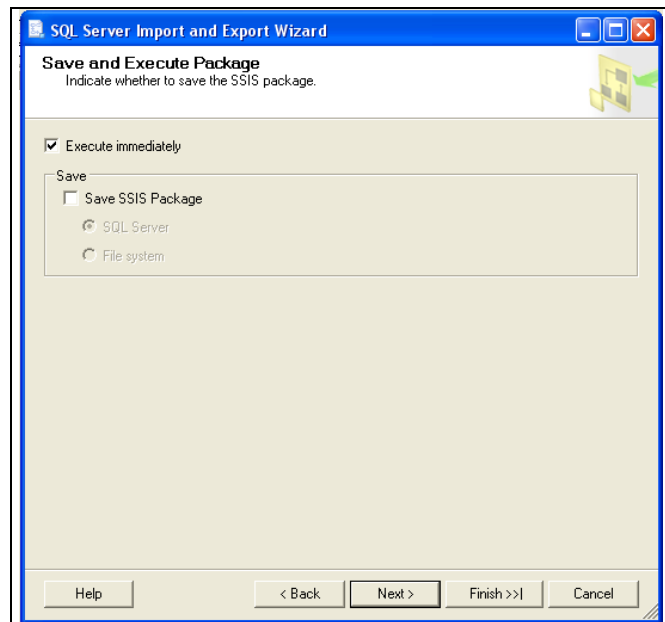 SQL Server Import and Export Wizard
Save and Execute Package
Indicate whether to save the SSIS package.
Execute immediately
Save
Save SSIS Package
SQL Server
File system
Help
< Back
Next >
Finish >>|
Cancel